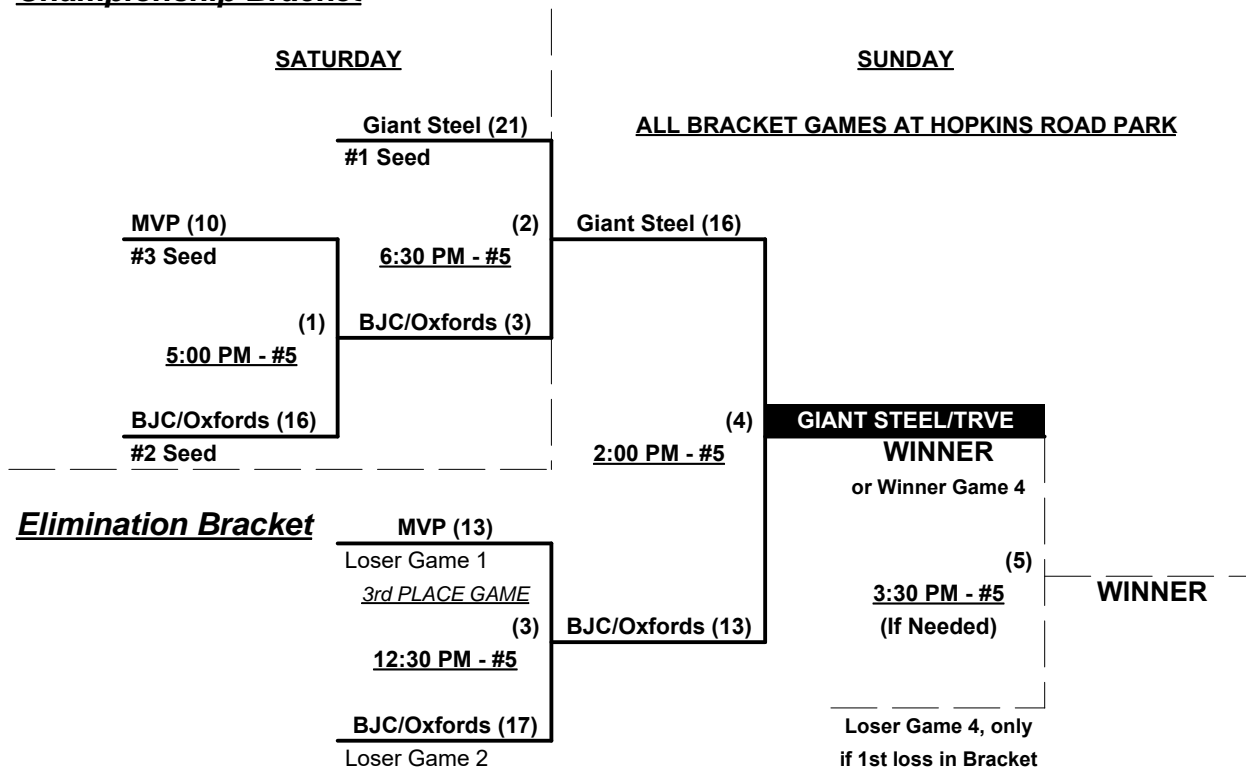 Championship Bracket
SATURDAY
SUNDAY
Giant Steel (21)
ALL BRACKET GAMES AT HOPKINS ROAD PARK
#1 Seed
MVP (10)
(2)
Giant Steel (16)
#3 Seed
6:30 PM - #5
(1)
BJC/Oxfords (3)
5:00 PM - #5
BJC/Oxfords (16)
(4)
GIANT STEEL/TRVE
#2 Seed
2:00 PM - #5
WINNER
or Winner Game 4
Elimination Bracket
MVP (13)
Loser Game 1
(5)
3rd PLACE GAME
3:30 PM - #5
WINNER
(3)
BJC/Oxfords (13)
(If Needed)
12:30 PM - #5
BJC/Oxfords (17)
Loser Game 4, only
Loser Game 2
if 1st loss in Bracket